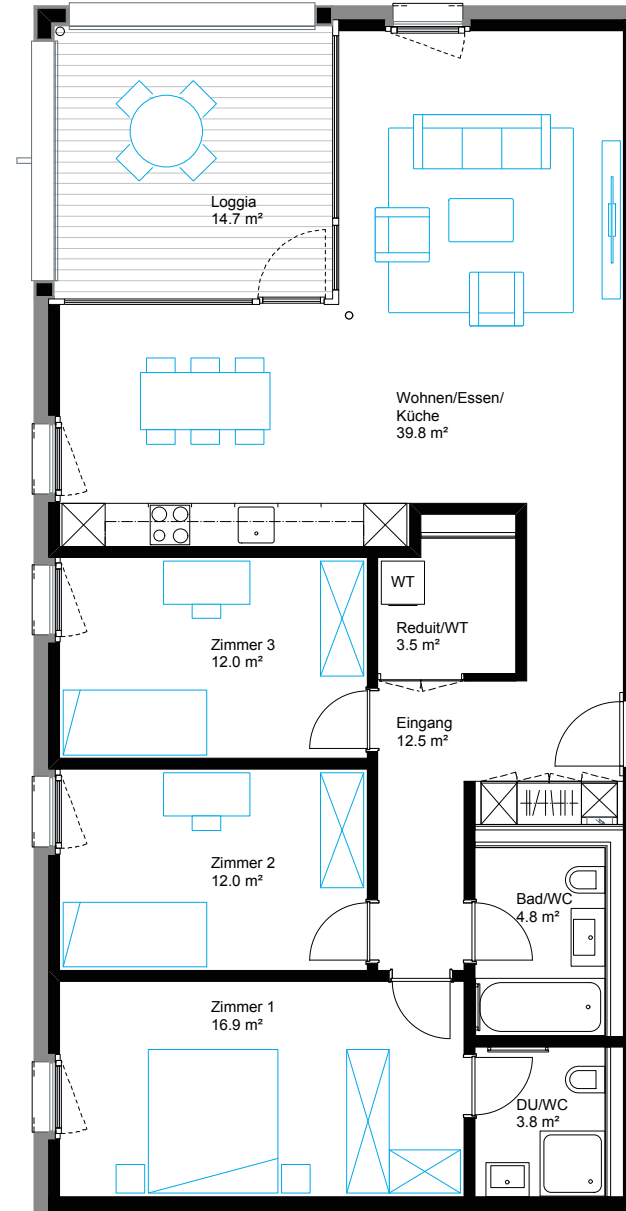 Loggia
14.7 m²
Wohnen/Essen/
Küche
39.8 m²
WT
Reduit/WT
3.5 m²
Zimmer 3
12.0 m²
Eingang
12.5 m²
Zimmer 2
12.0 m²
Bad/WC
4.8 m²
Zimmer 1
16.9 m²
DU/WC
3.8 m²